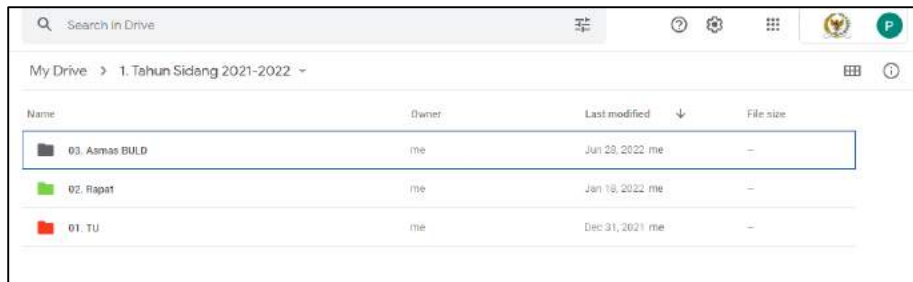 Search in Drive
P
My Drive > 1. Tahun Sidang 2021-2022
Name Owner Last modified File size
03. Asmas BULD me Jun 28, 2022 me –
02. Rapat me Jan 18, 2022 me –
01. TU me Dec 31, 2021 me –